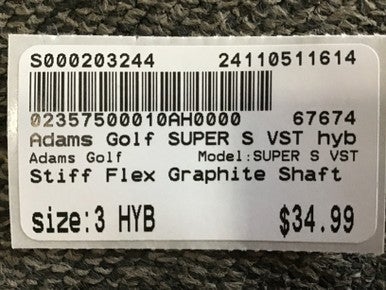 S000203244 24110511614
02357500010AH0000 67674
Adams Golf SUPER S VST hyb
Adams Golf Model:SUPER S VST
Stiff Flex Graphite Shaft
size:3 HYB $34.99